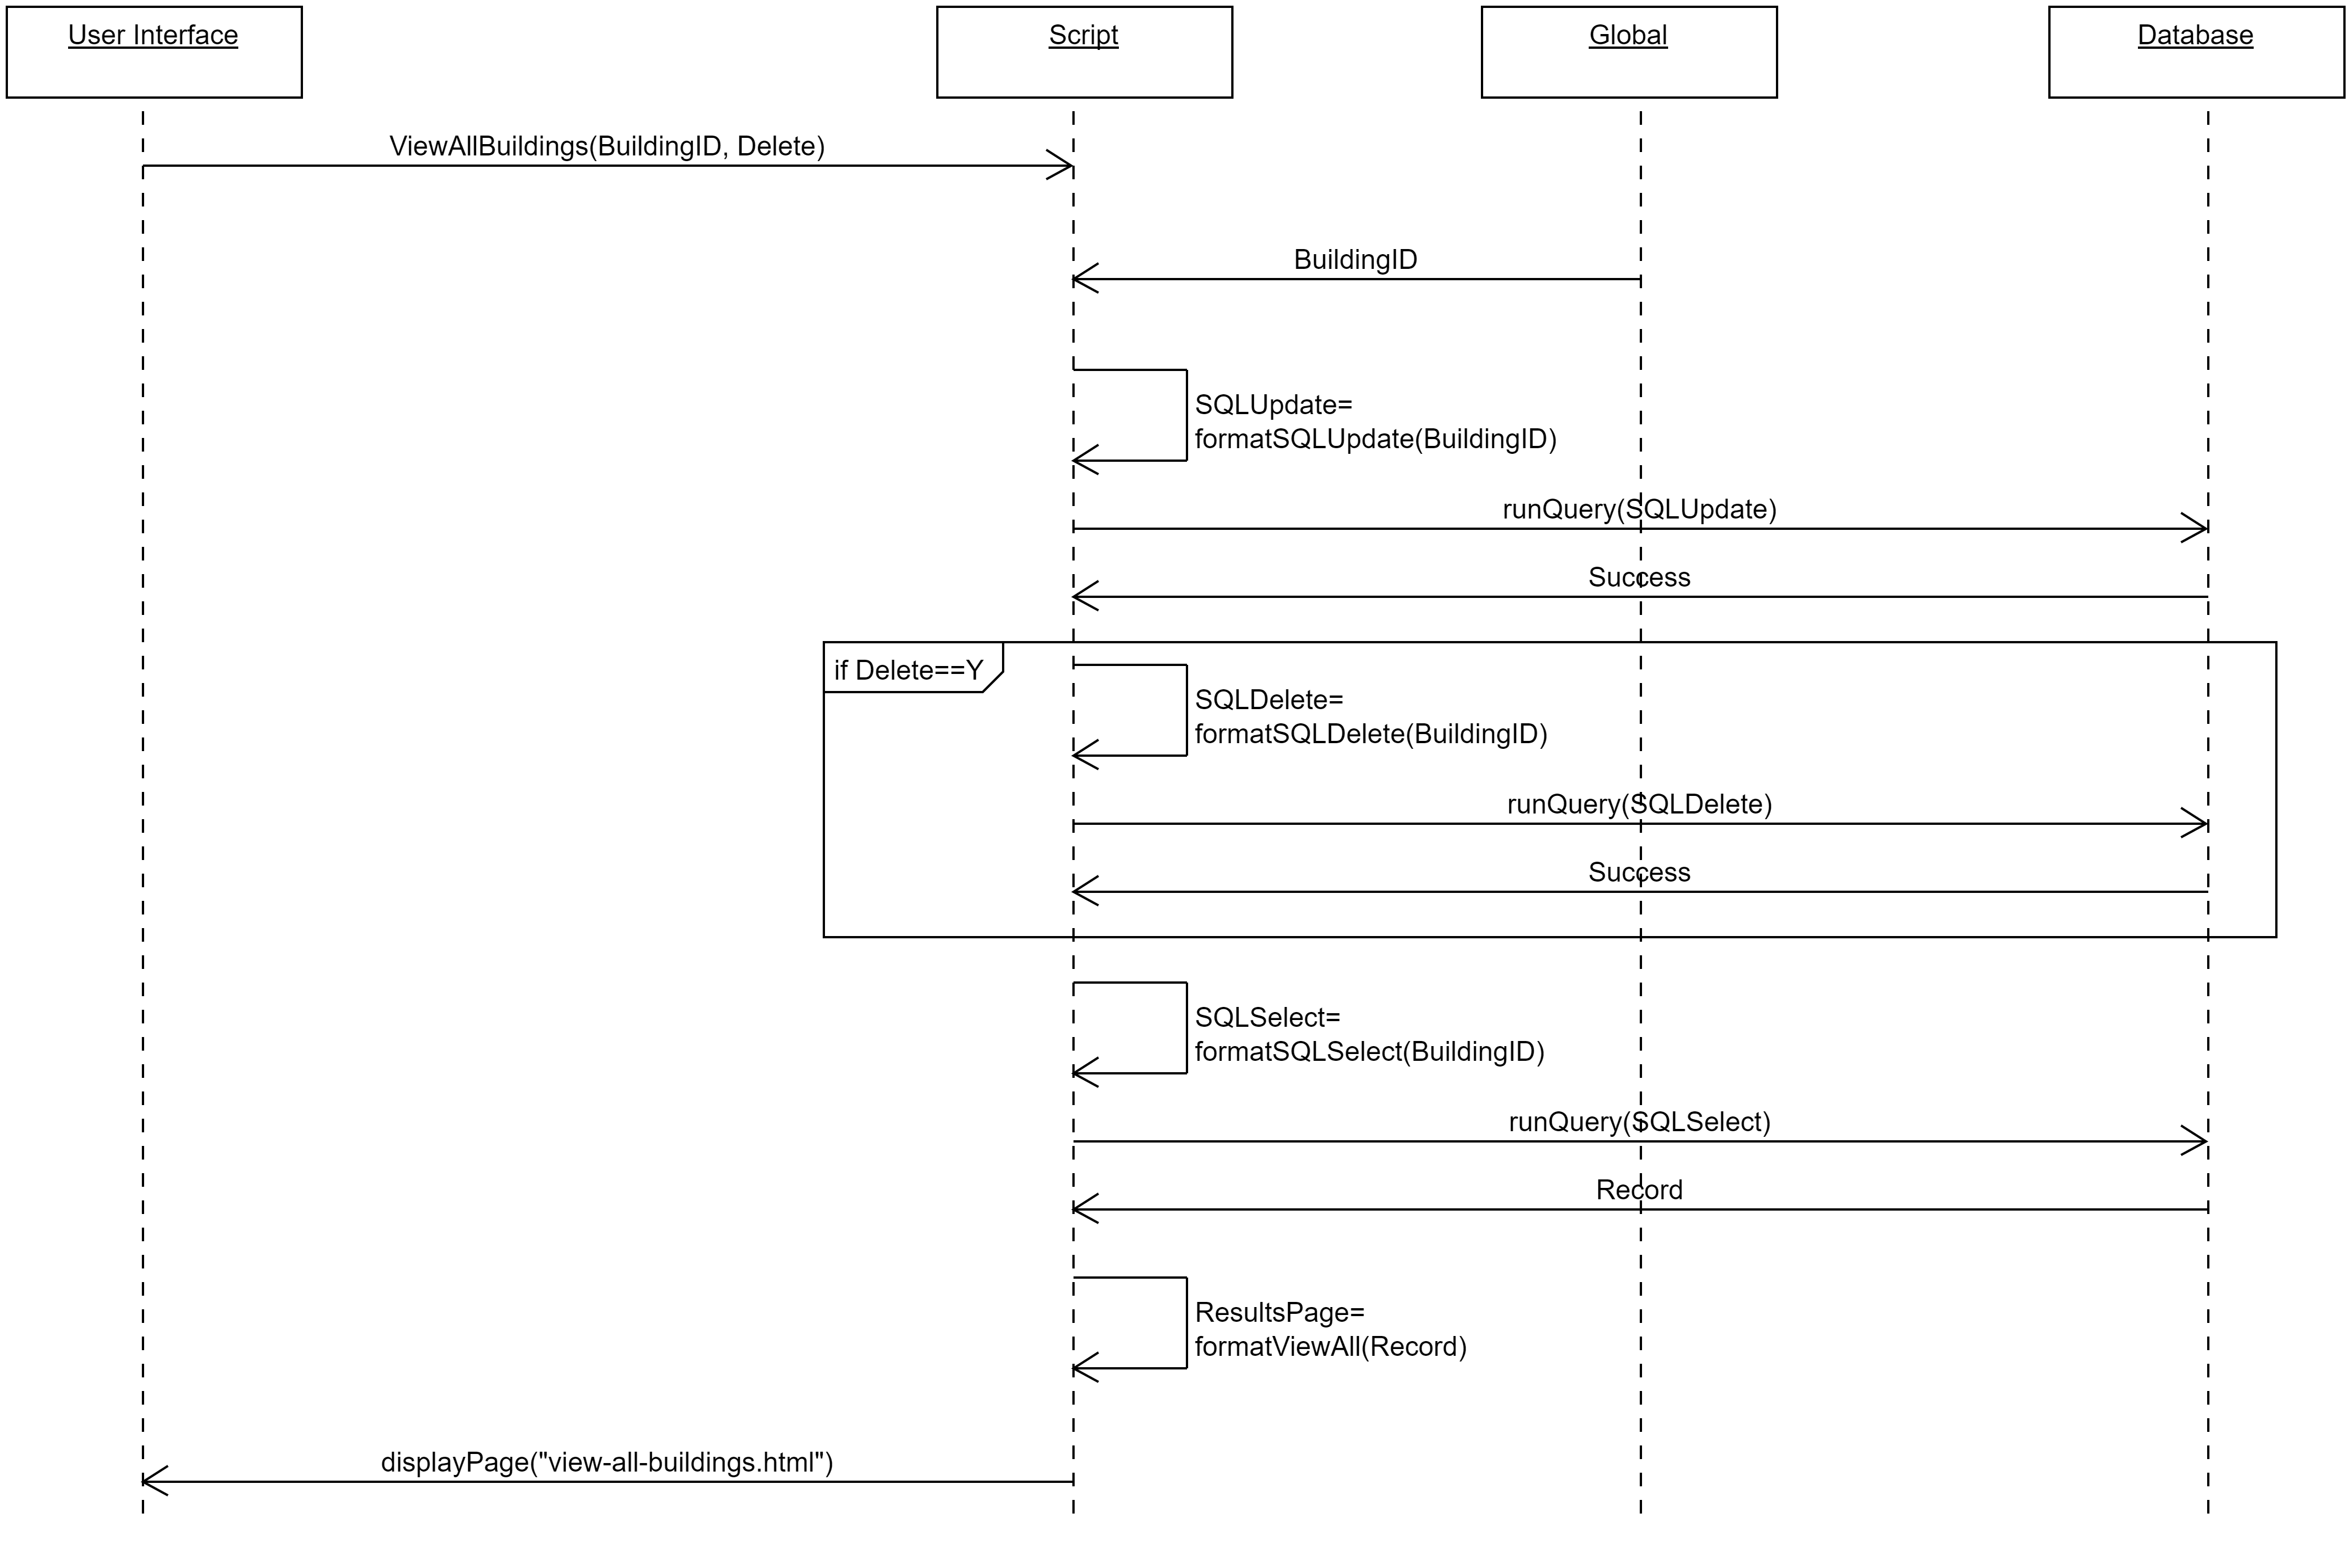 User Interface
Script
Global
Database
ViewAllBuildings(BuildingID, Delete)
BuildingID
SQLUpdate=
formatSQLUpdate(BuildingID)
runQuery(SQLUpdate)
Success
if Delete==Y
SQLDelete=
formatSQLDelete(BuildingID)
runQuery(SQLDelete)
Success
SQLSelect=
formatSQLSelect(BuildingID)
runQuery(SQLSelect)
Record
ResultsPage=
formatViewAll(Record)
displayPage("view-all-buildings.html")